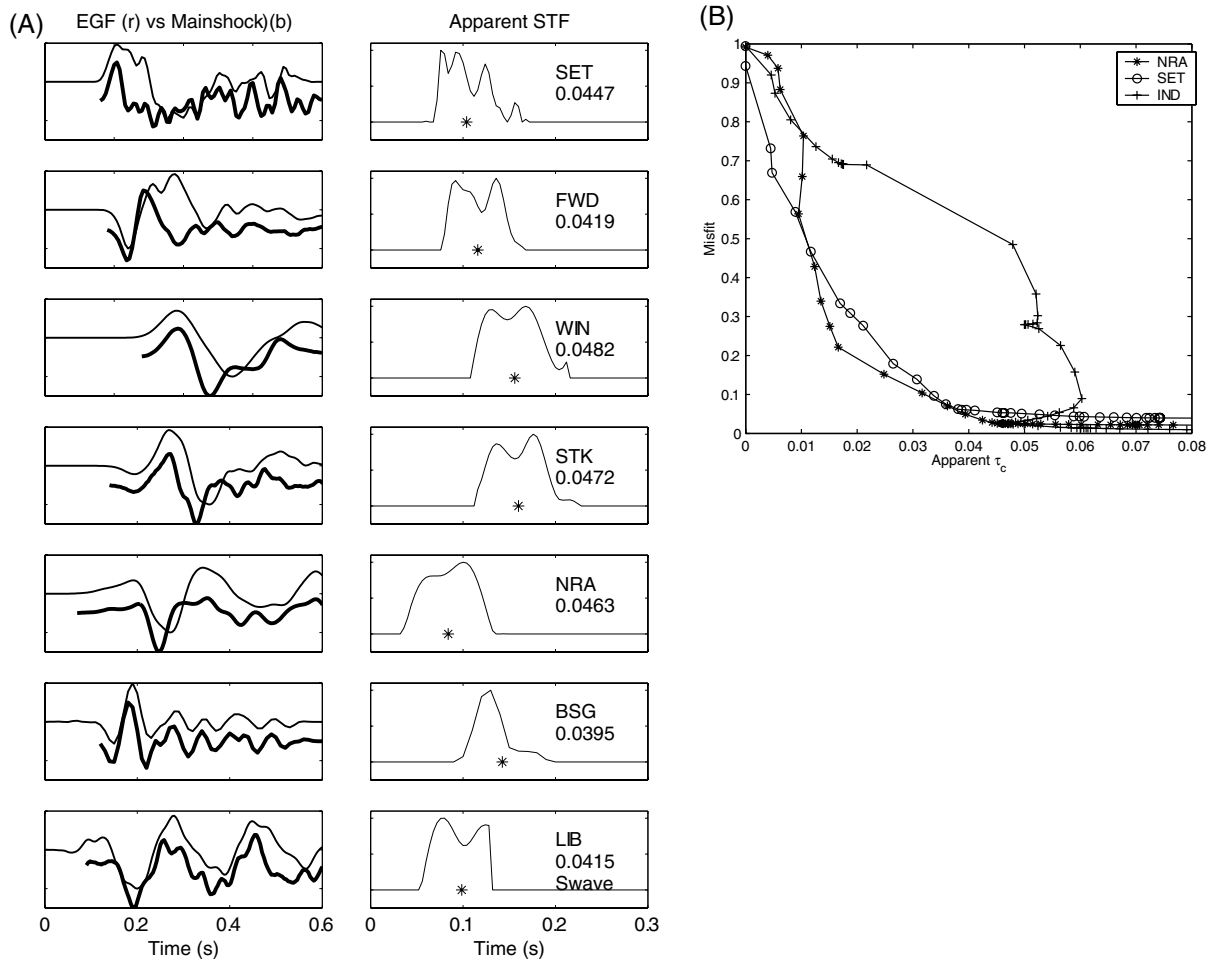 (A)
EGF (r) vs Mainshock)(b)
Apparent STF
SET
0.0447
FWD
0.0419
WIN
0.0482
STK
0.0472
NRA
0.0463
BSG
0.0395
LIB
0.0415
Swave
0 0.2 0.4 0.6
Time (s)
0 0.1 0.2 0.3
Time (s)
(B)
1
0.9
0.8
0.7
0.6
0.5
0.4
0.3
0.2
0.1
0
Misfit
0 0.01 0.02 0.03 0.04 0.05 0.06 0.07 0.08
Apparent τc
NRA
SET
IND